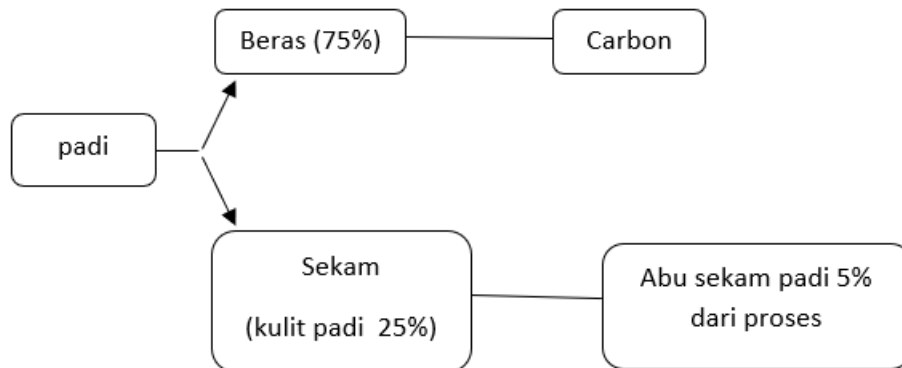 Beras (75%)
Carbon
padi
Sekam
(kulit padi 25%)
Abu sekam padi 5%
dari proses